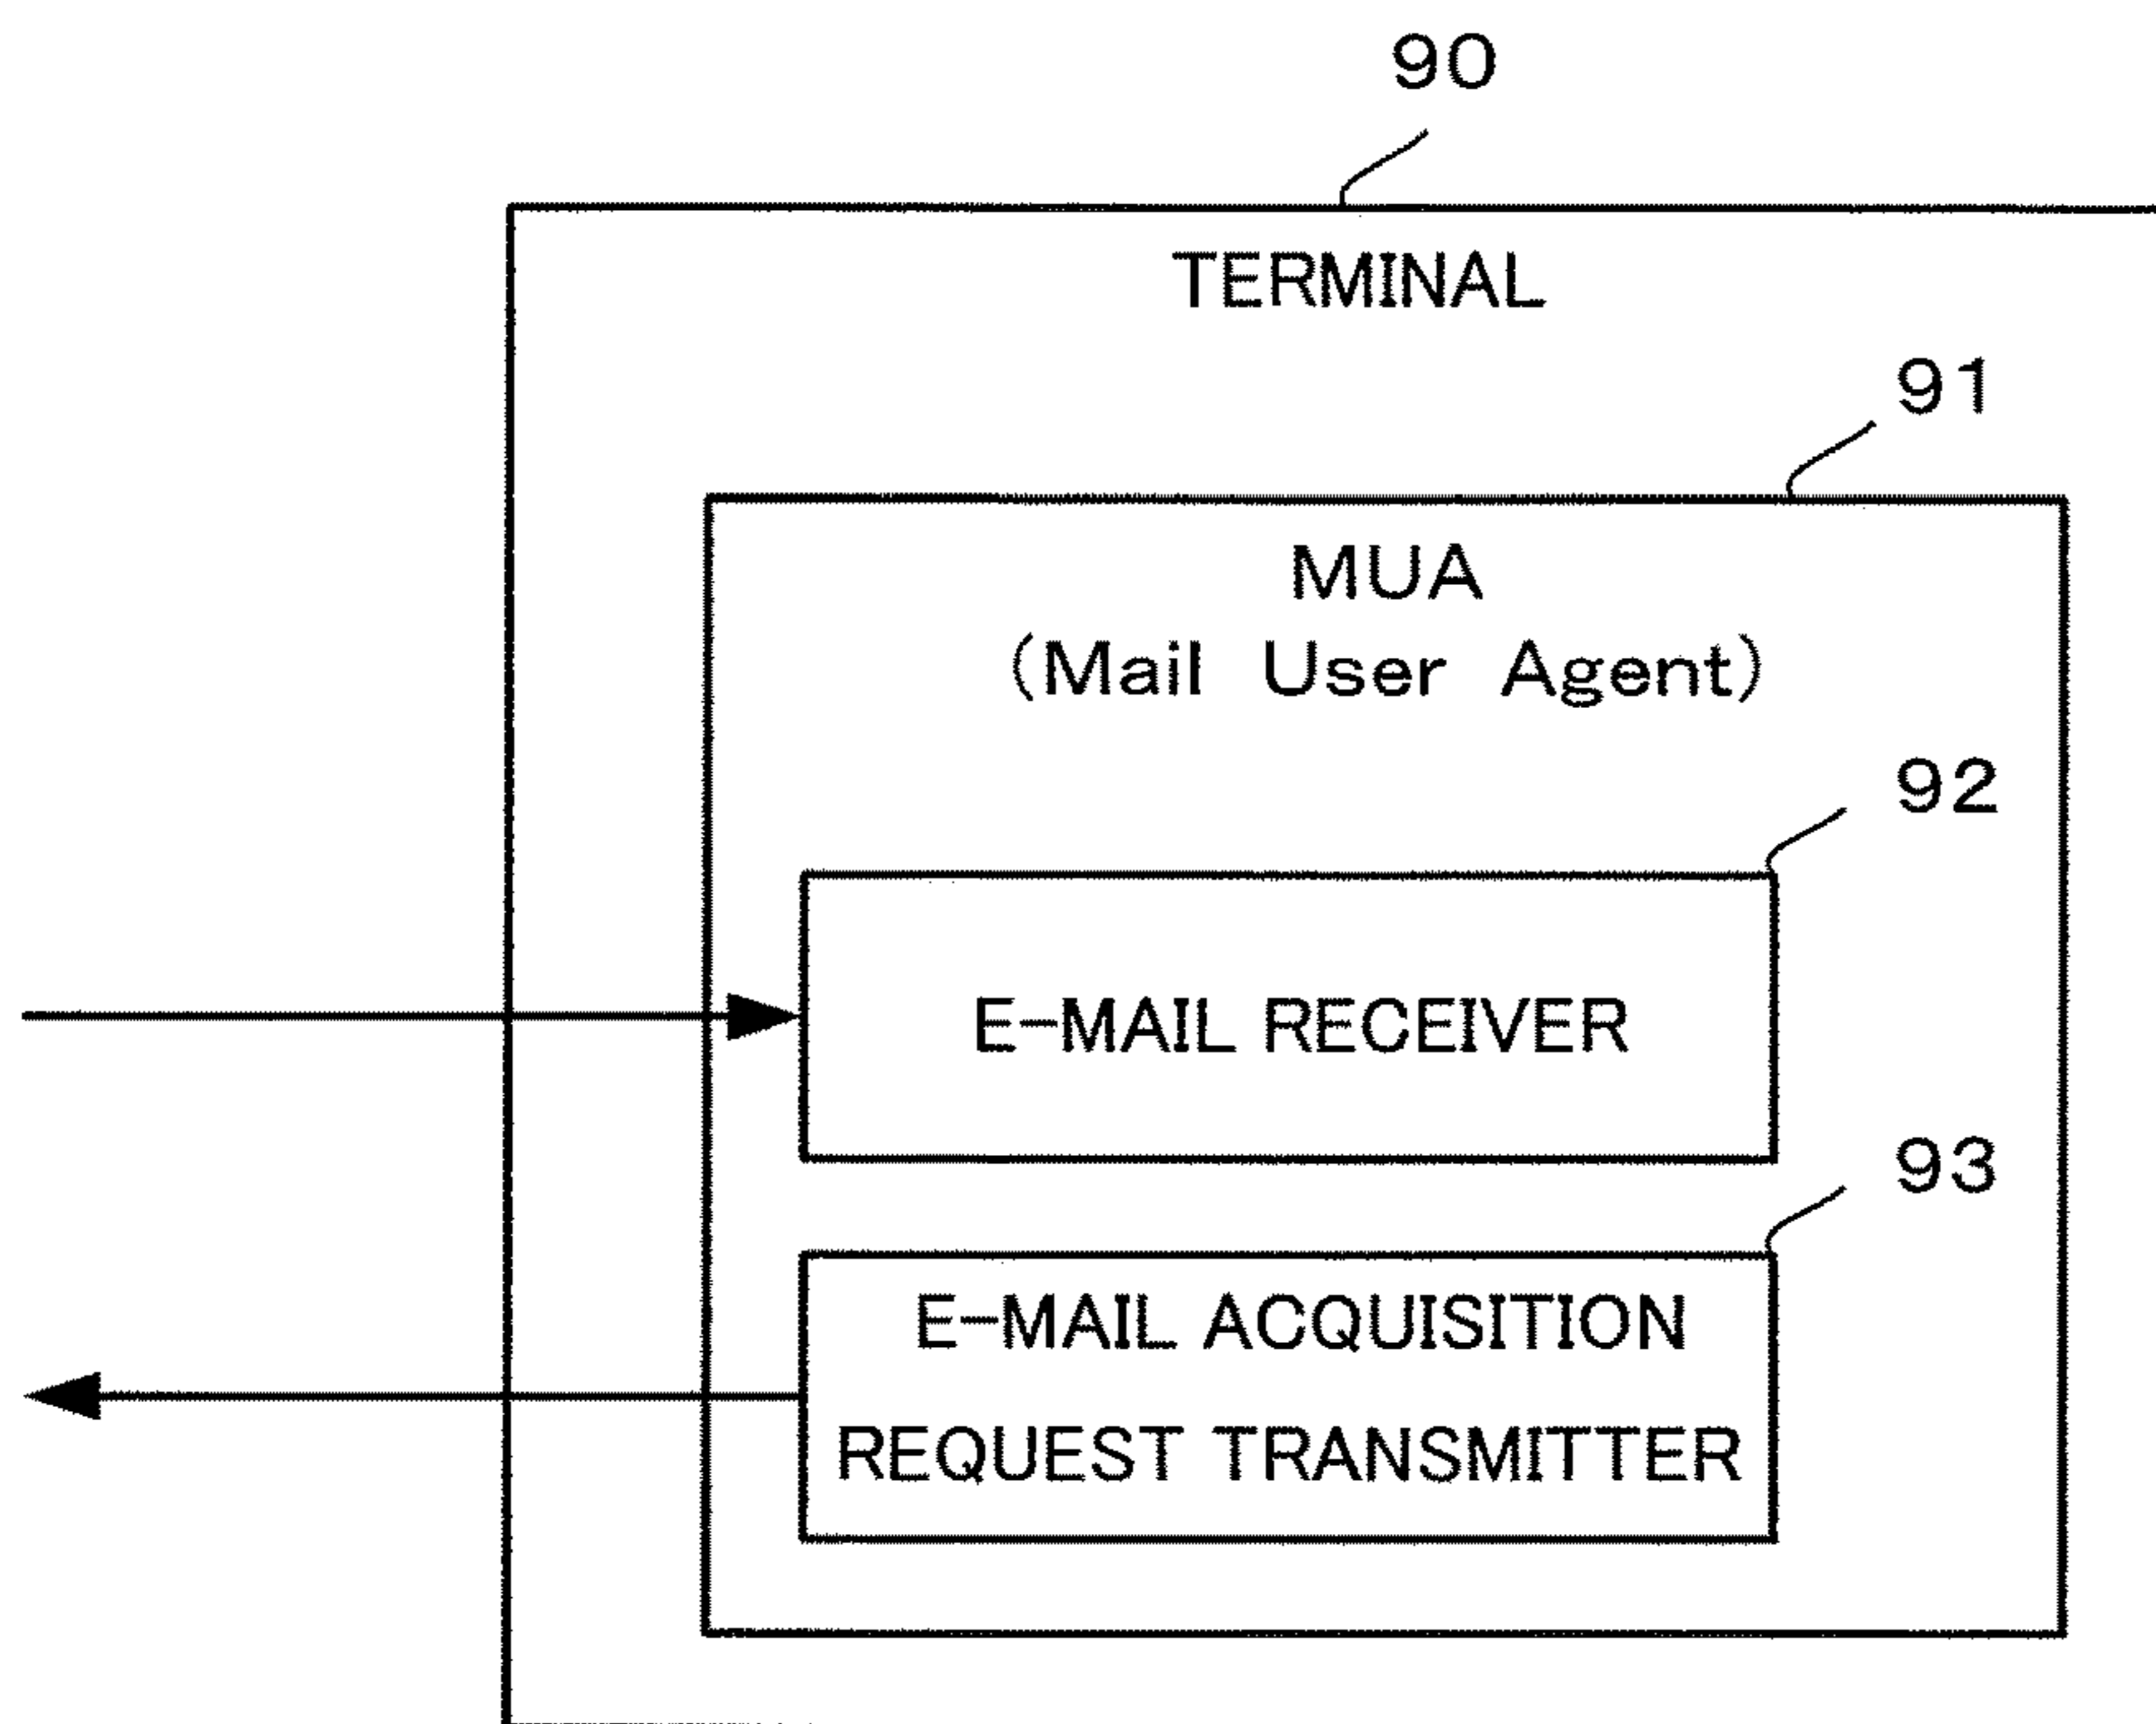 90
TERMINAL
91
MUA
(Mail User Agent)
92
E-MAIL RECEIVER
93
E-MAIL ACQUISITION
REQUEST TRANSMITTER